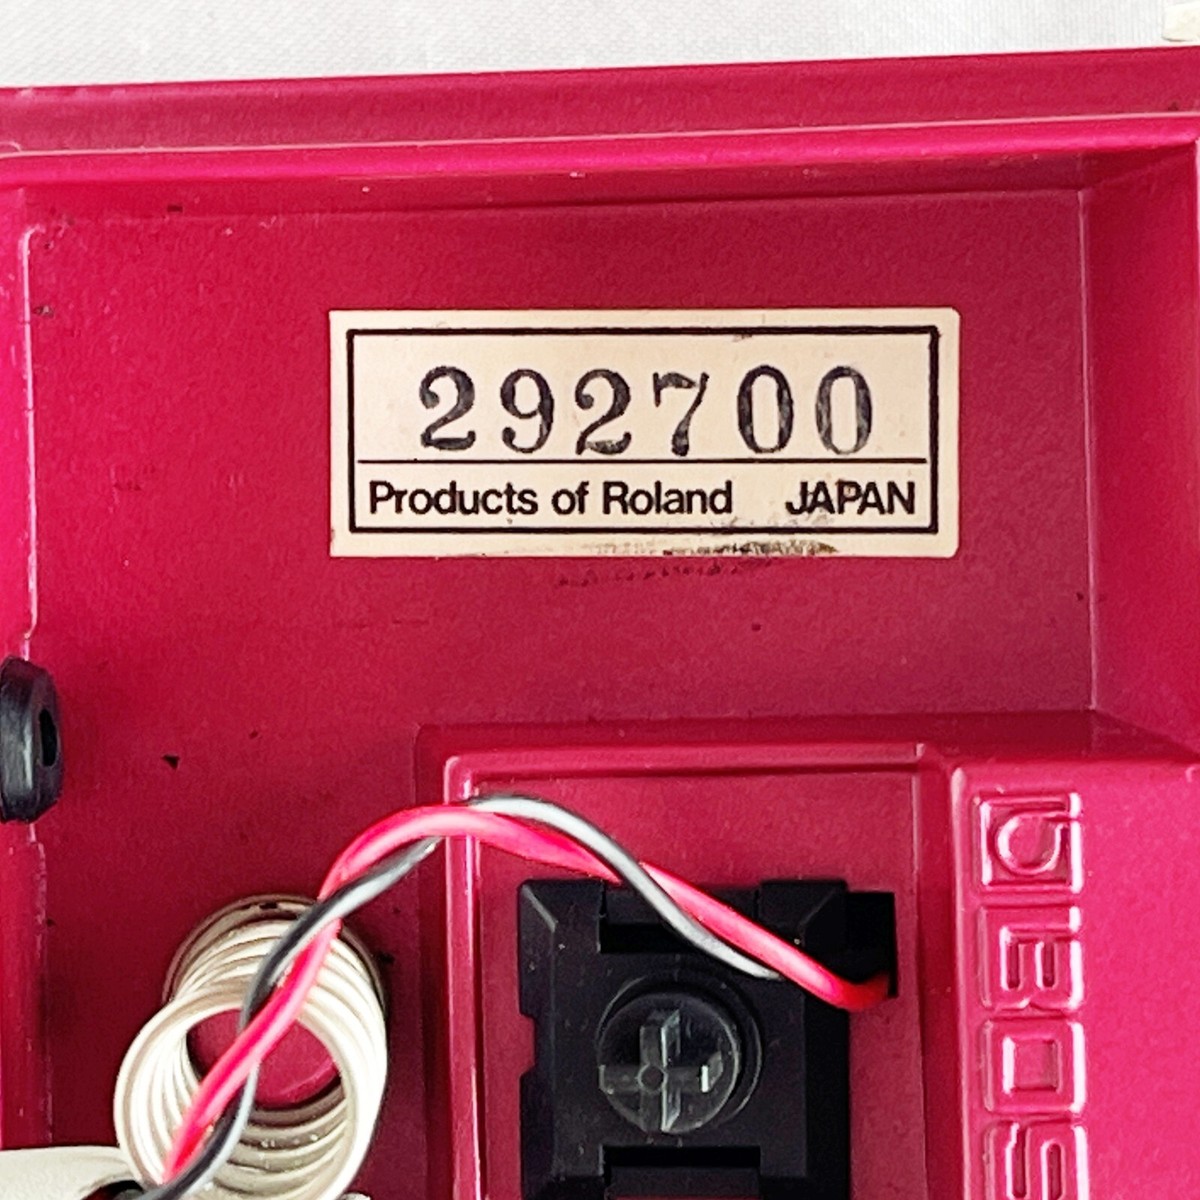 292700
Products of Roland JAPAN
BOSS